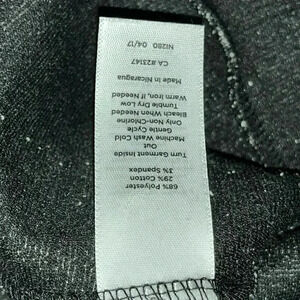 68% Polyester
29% Cotton
3% Spandex
Turn Garment Inside
Out
Machine Wash Cold
Gentle Cycle
Only Non-Chlorine
Bleach When Needed
Tumble Dry Low
Warm Iron, If Needed
Made in Nicaragua
CA #23147
NI280 04/17